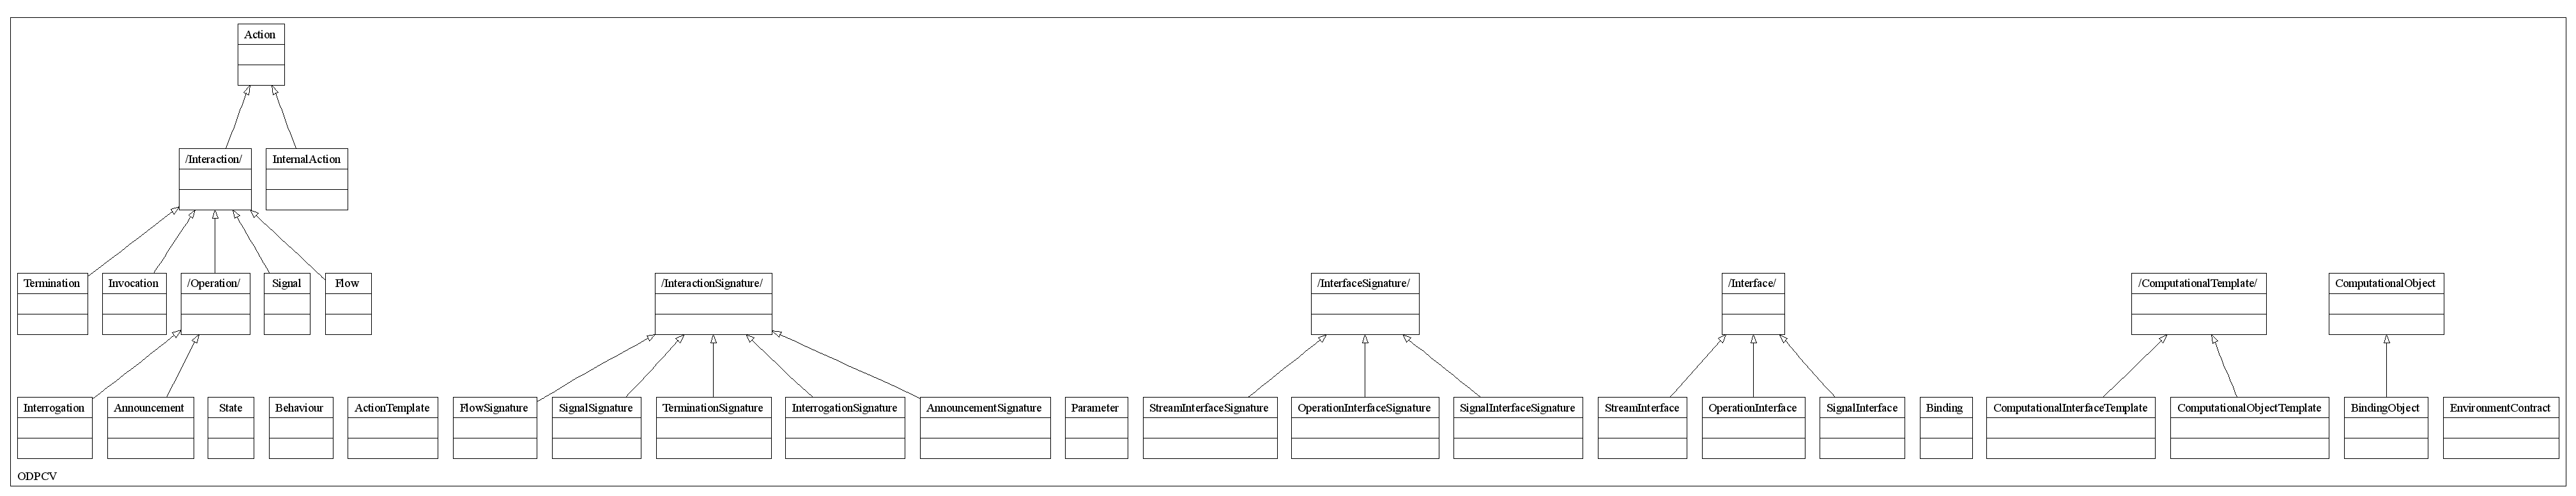 Action
/Interaction/
InternalAction
Termination
Invocation
/Operation/
Signal
Flow
/InteractionSignature/
/InterfaceSignature/
/Interface/
/ComputationalTemplate/
ComputationalObject
Interrogation
Announcement
State
Behaviour
ActionTemplate
FlowSignature
SignalSignature
TerminationSignature
InterrogationSignature
AnnouncementSignature
Parameter
StreamInterfaceSignature
OperationInterfaceSignature
SignalInterfaceSignature
StreamInterface
OperationInterface
SignalInterface
Binding
ComputationalInterfaceTemplate
ComputationalObjectTemplate
BindingObject
EnvironmentContract
ODPCV